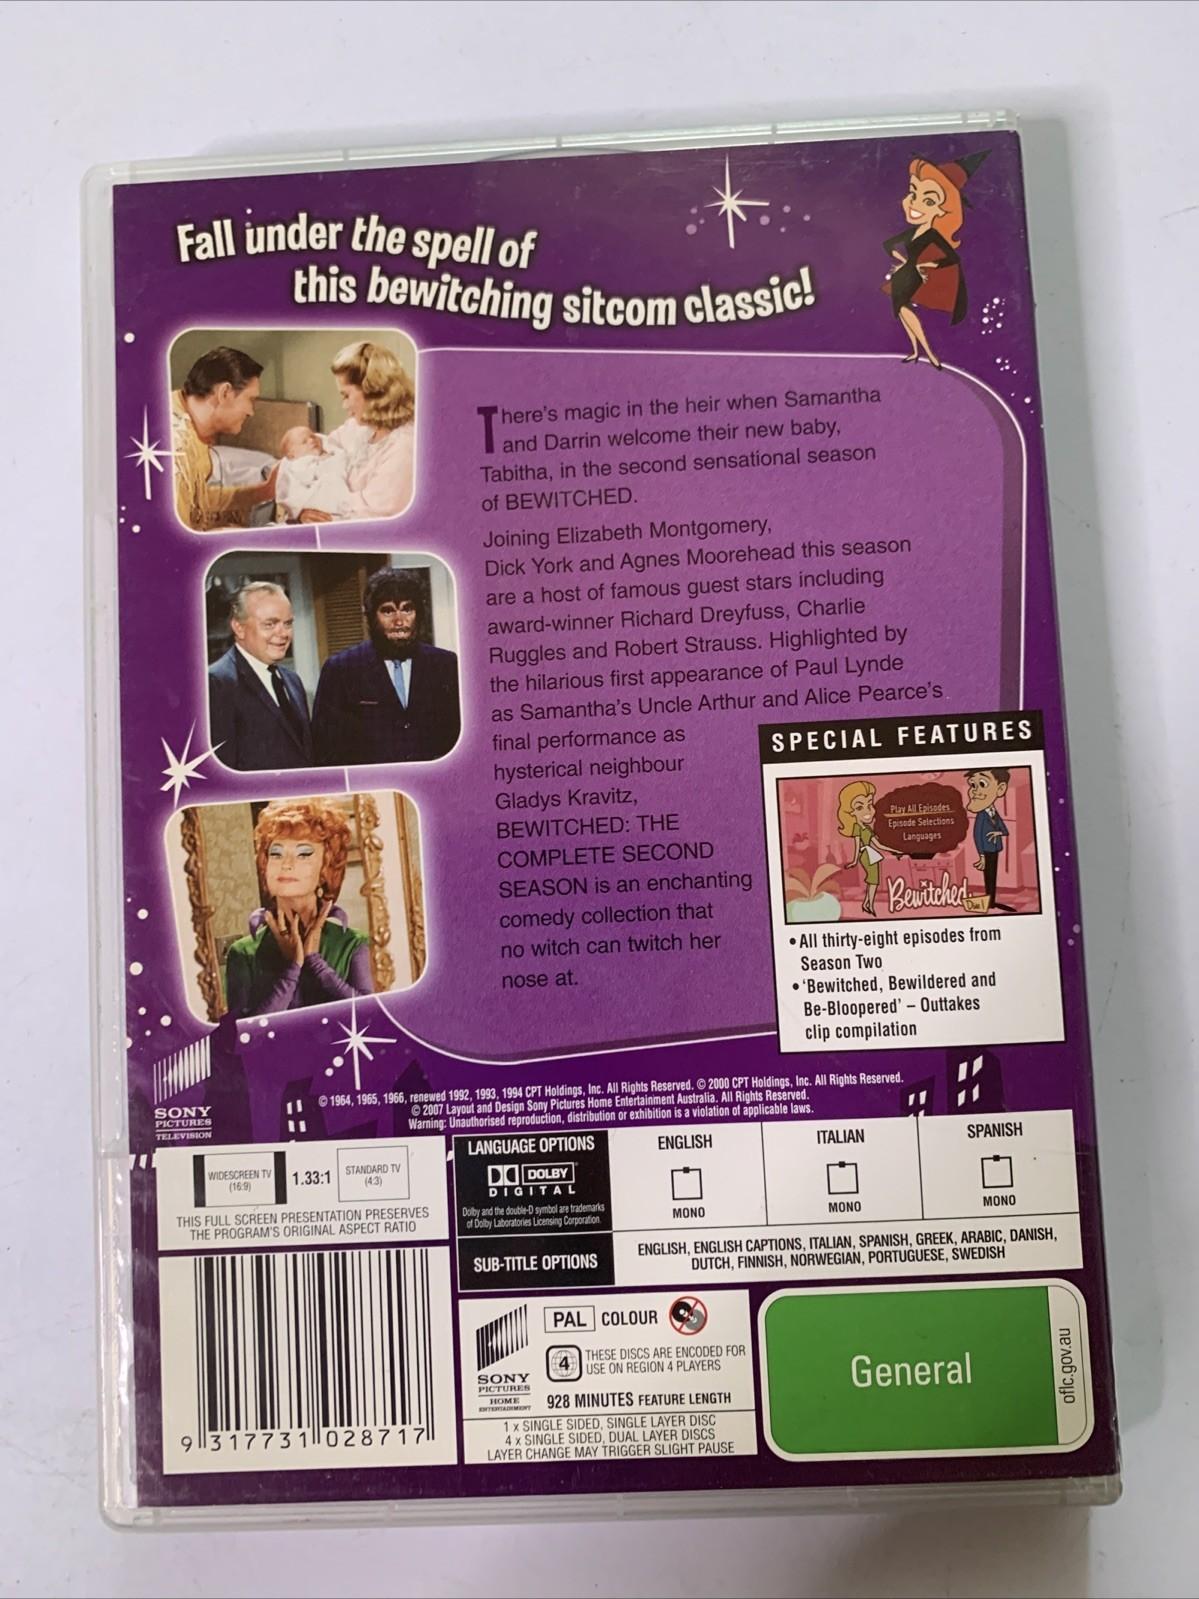 Fall under the spell of
this bewitching sitcom classic!
There's magic in the heir when Samantha
and Darrin welcome their new baby,
Tabitha, in the second sensational season
of BEWITCHED.
Joining Elizabeth Montgomery,
Dick York and Agnes Moorehead this season
are a host of famous guest stars including
award-winner Richard Dreyfuss, Charlie
Ruggles and Robert Strauss. Highlighted by
the hilarious first appearance of Paul Lynde
as Samantha's Uncle Arthur and Alice Pearce's
final performance as
hysterical neighbour
Gladys Kravitz,
BEWITCHED: THE
COMPLETE SECOND
SEASON is an enchanting
comedy collection that
no witch can twitch her
nose at.
SPECIAL FEATURES
Play All Episodes
Episode Selections
Languages
Bewitched
Disc 1
• All thirty-eight episodes from
Season Two
• 'Bewitched, Bewildered and
Be-Bloopered' – Outtakes
clip compilation
SONY
PICTURES
TELEVISION
© 1964, 1965, 1966, renewed 1992, 1993, 1994 CPT Holdings, Inc. All Rights Reserved. © 2000 CPT Holdings, Inc. All Rights Reserved.
© 2007 Layout and Design Sony Pictures Home Entertainment Australia. All Rights Reserved.
Warning: Unauthorised reproduction, distribution or exhibition is a violation of applicable laws.
WIDESCREEN TV
(16:9)
1.33:1
STANDARD TV
(4:3)
THIS FULL SCREEN PRESENTATION PRESERVES
THE PROGRAM'S ORIGINAL ASPECT RATIO
LANGUAGE OPTIONS
DOLBY
DIGITAL
Dolby and the double-D symbol are trademarks
of Dolby Laboratories Licensing Corporation.
ENGLISH
MONO
ITALIAN
MONO
SPANISH
MONO
SUB-TITLE OPTIONS
ENGLISH, ENGLISH CAPTIONS, ITALIAN, SPANISH, GREEK, ARABIC, DANISH,
DUTCH, FINNISH, NORWEGIAN, PORTUGUESE, SWEDISH
9 317731 028717
SONY
PICTURES
HOME
ENTERTAINMENT
PAL COLOUR
4
THESE DISCS ARE ENCODED FOR
USE ON REGION 4 PLAYERS
928 MINUTES FEATURE LENGTH
1 x SINGLE SIDED, SINGLE LAYER DISC
4 x SINGLE SIDED, DUAL LAYER DISCS
LAYER CHANGE MAY TRIGGER SLIGHT PAUSE
General
oflc.gov.au